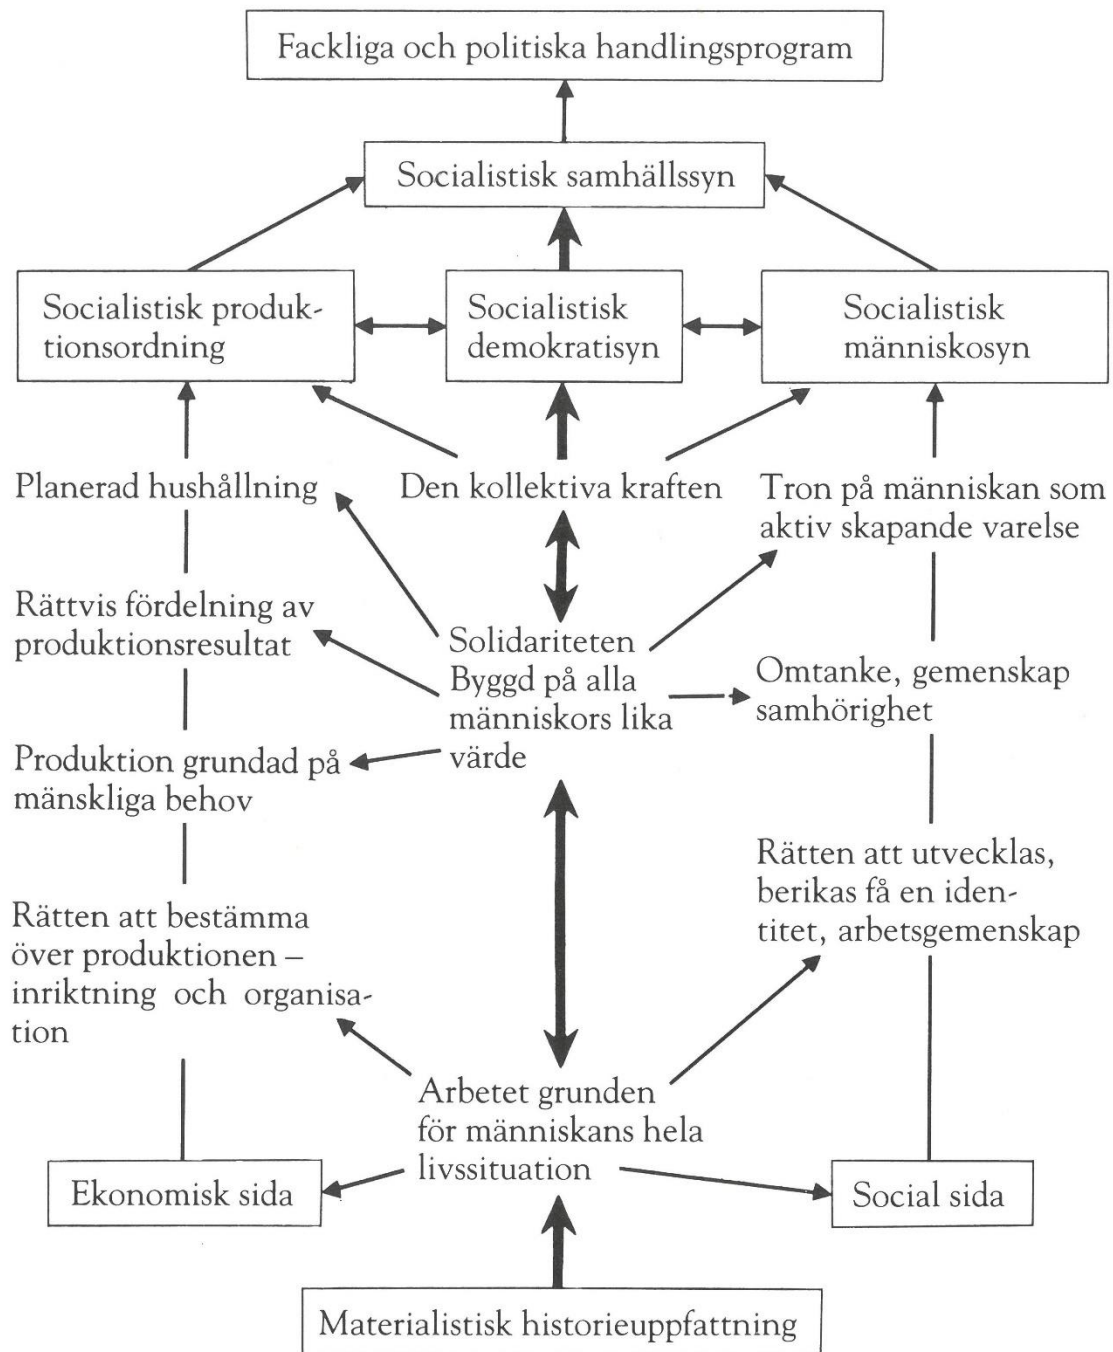 Fackliga och politiska handlingsprogram
Socialistisk samhällssyn
Socialistisk produk-
tionsordning
Socialistisk
demokratisyn
Socialistisk
människosyn
Planerad hushållning
Den kollektiva kraften
Tron på människan som
aktiv skapande varelse
Rättvis fördelning av
produktionsresultat
Solidariteten
Byggd på alla
människors lika
värde
Omtanke, gemenskap
samhörighet
Produktion grundad på
mänskliga behov
Rätten att utvecklas,
berikas få en iden-
titet, arbetsgemenskap
Rätten att bestämma
över produktionen –
inriktning och organisa-
tion
Arbetet grunden
för människans hela
livssituation
Ekonomisk sida
Social sida
Materialistisk historieuppfattning